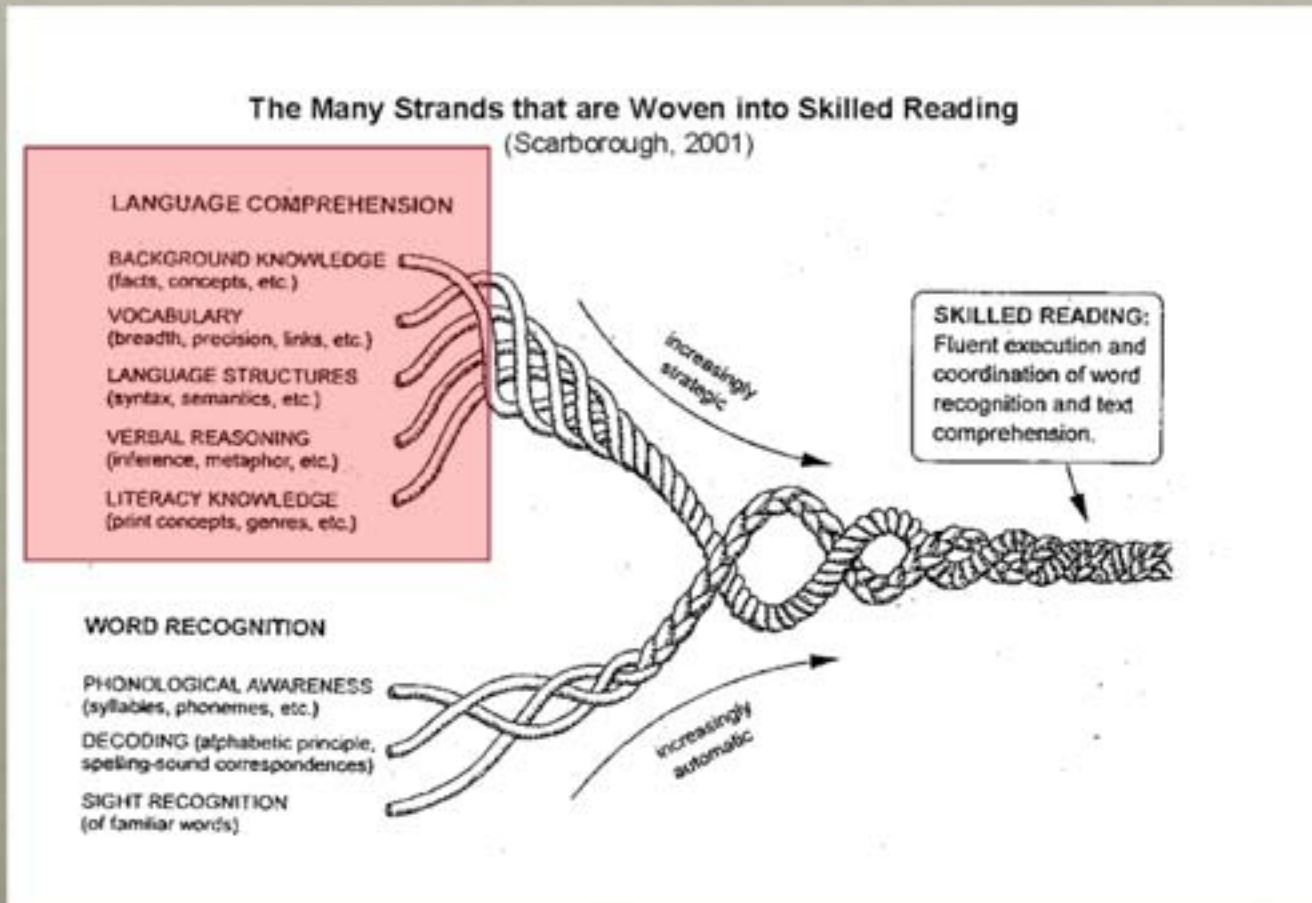 The Many Strands that are Woven into Skilled Reading
(Scarborough, 2001)
LANGUAGE COMPREHENSION
BACKGROUND KNOWLEDGE
(facts, concepts, etc.)
VOCABULARY
(breadth, precision, links, etc.)
LANGUAGE STRUCTURES
(syntax, semantics, etc.)
VERBAL REASONING
(inference, metaphor, etc.)
LITERACY KNOWLEDGE
(print concepts, genres, etc.)
increasingly
strategic
SKILLED READING:
Fluent execution and
coordination of word
recognition and text
comprehension.
WORD RECOGNITION
PHONOLOGICAL AWARENESS
(syllables, phonemes, etc.)
DECODING (alphabetic principle,
spelling-sound correspondences)
SIGHT RECOGNITION
(of familiar words)
increasingly
automatic